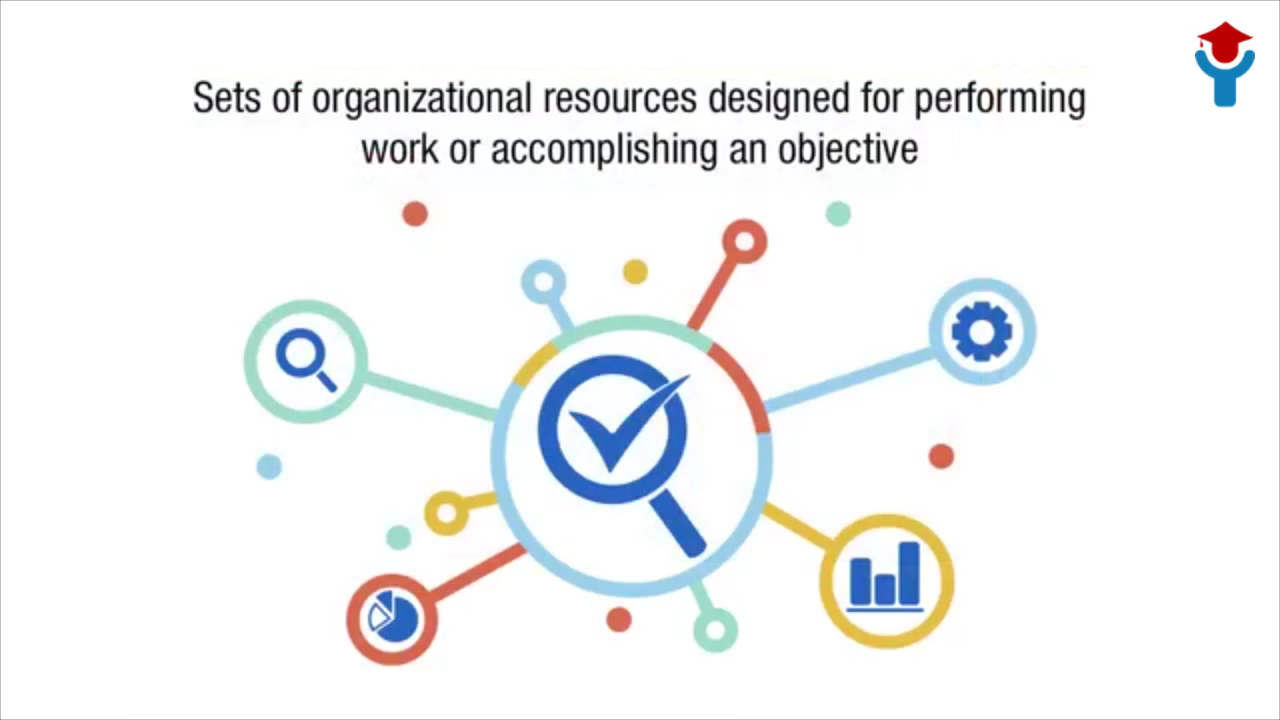 Sets of organizational resources designed for performing
work or accomplishing an objective